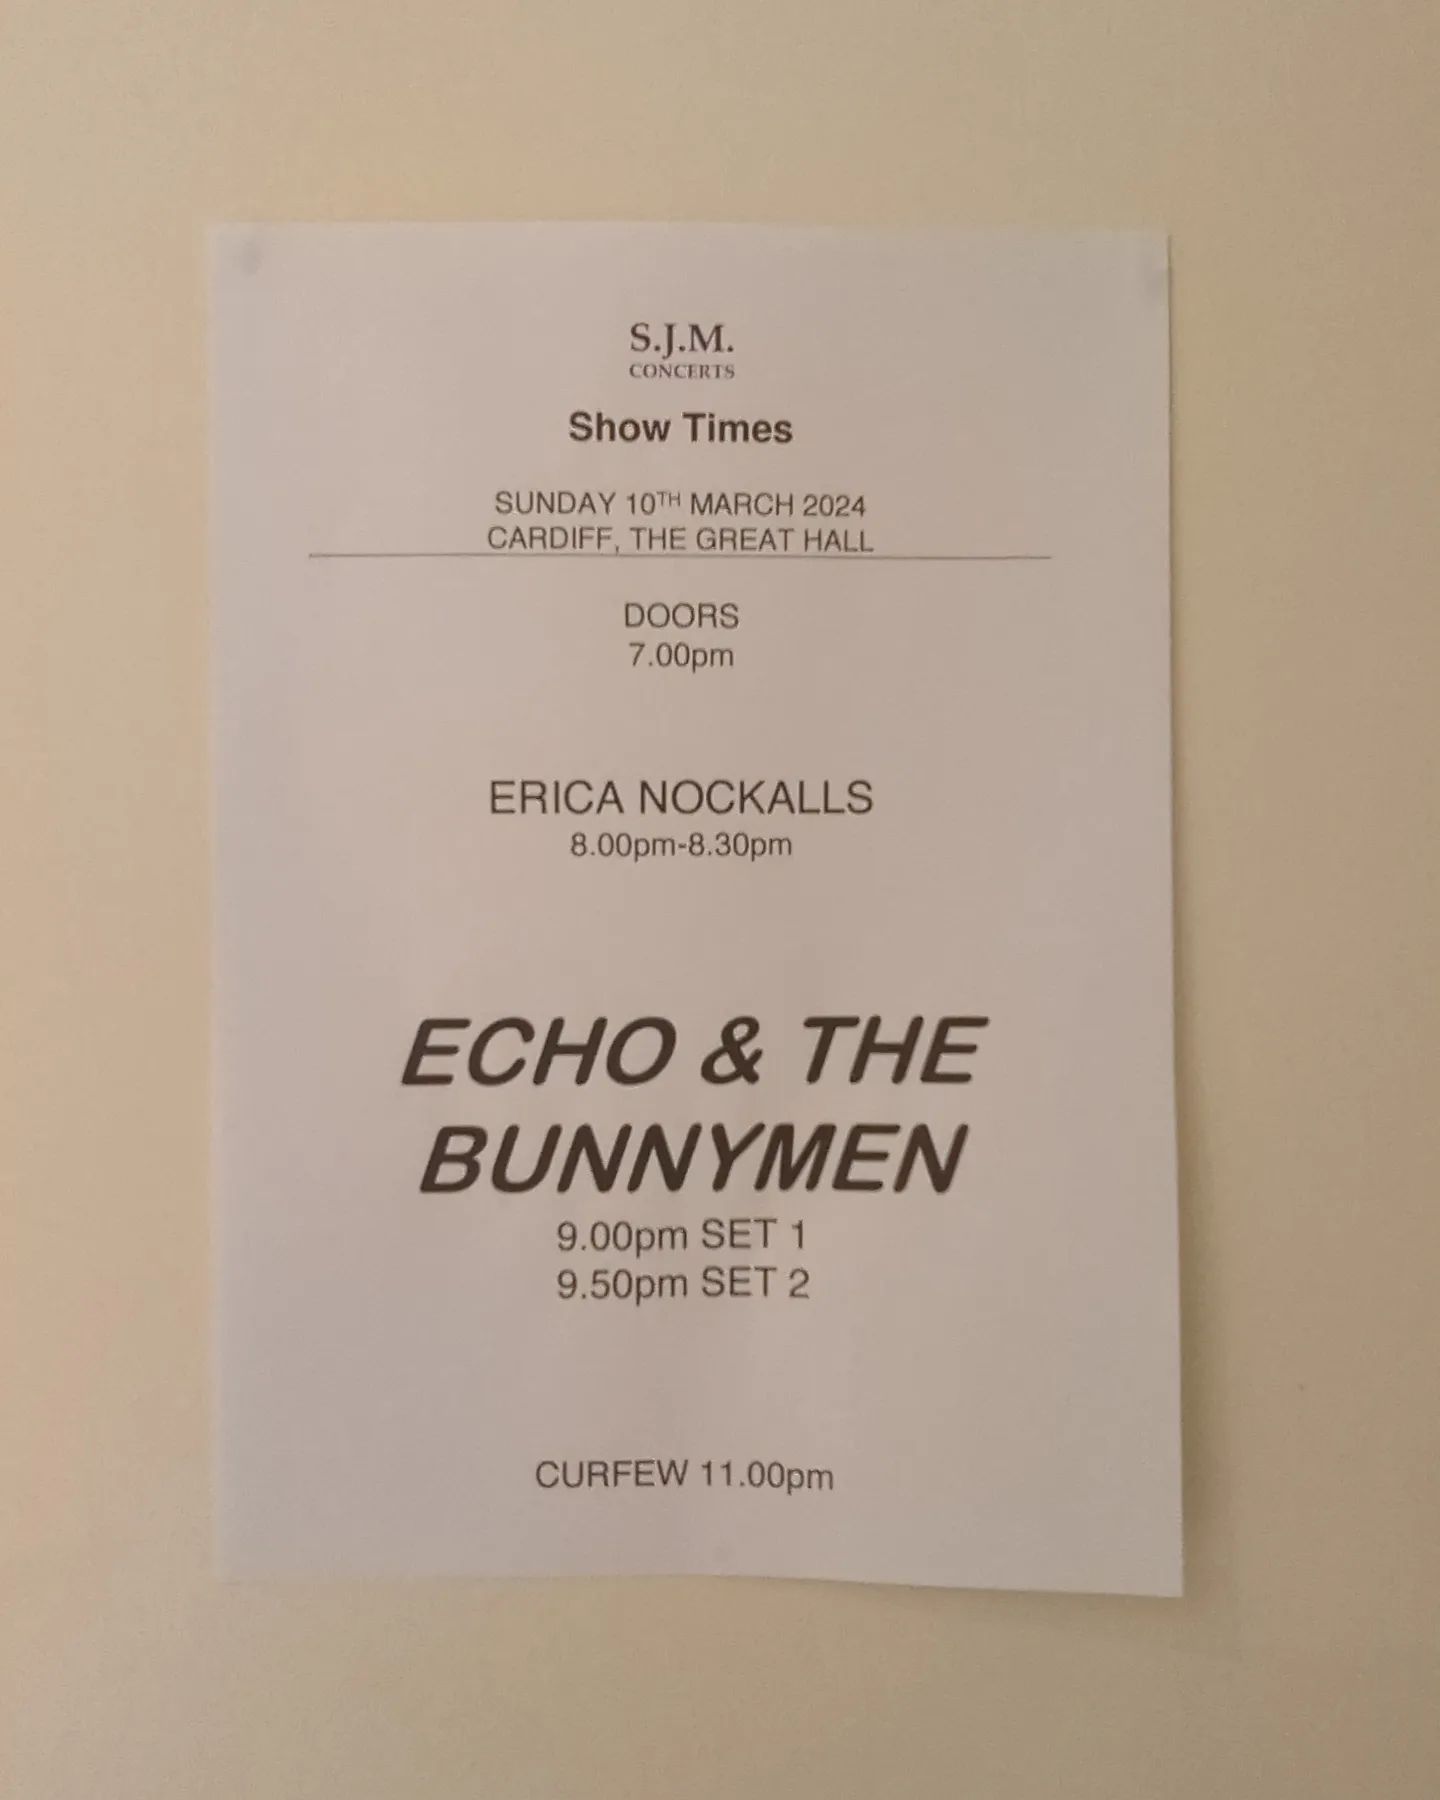 S.J.M.
CONCERTS
Show Times
SUNDAY 10TH MARCH 2024
CARDIFF, THE GREAT HALL
DOORS
7.00pm
ERICA NOCKALLS
8.00pm-8.30pm
ECHO & THE
BUNNYMEN
9.00pm SET 1
9.50pm SET 2
CURFEW 11.00pm